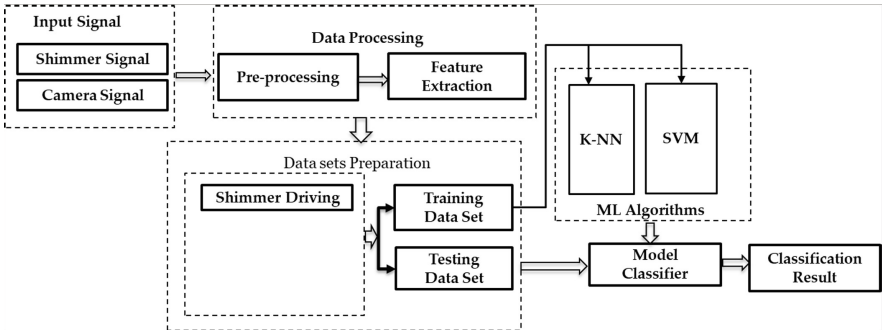 Input Signal
Shimmer Signal
Camera Signal
Data Processing
Pre-processing
Feature
Extraction
Data sets Preparation
Shimmer Driving
Training
Data Set
Testing
Data Set
K-NN
SVM
ML Algorithms
Model
Classifier
Classification
Result